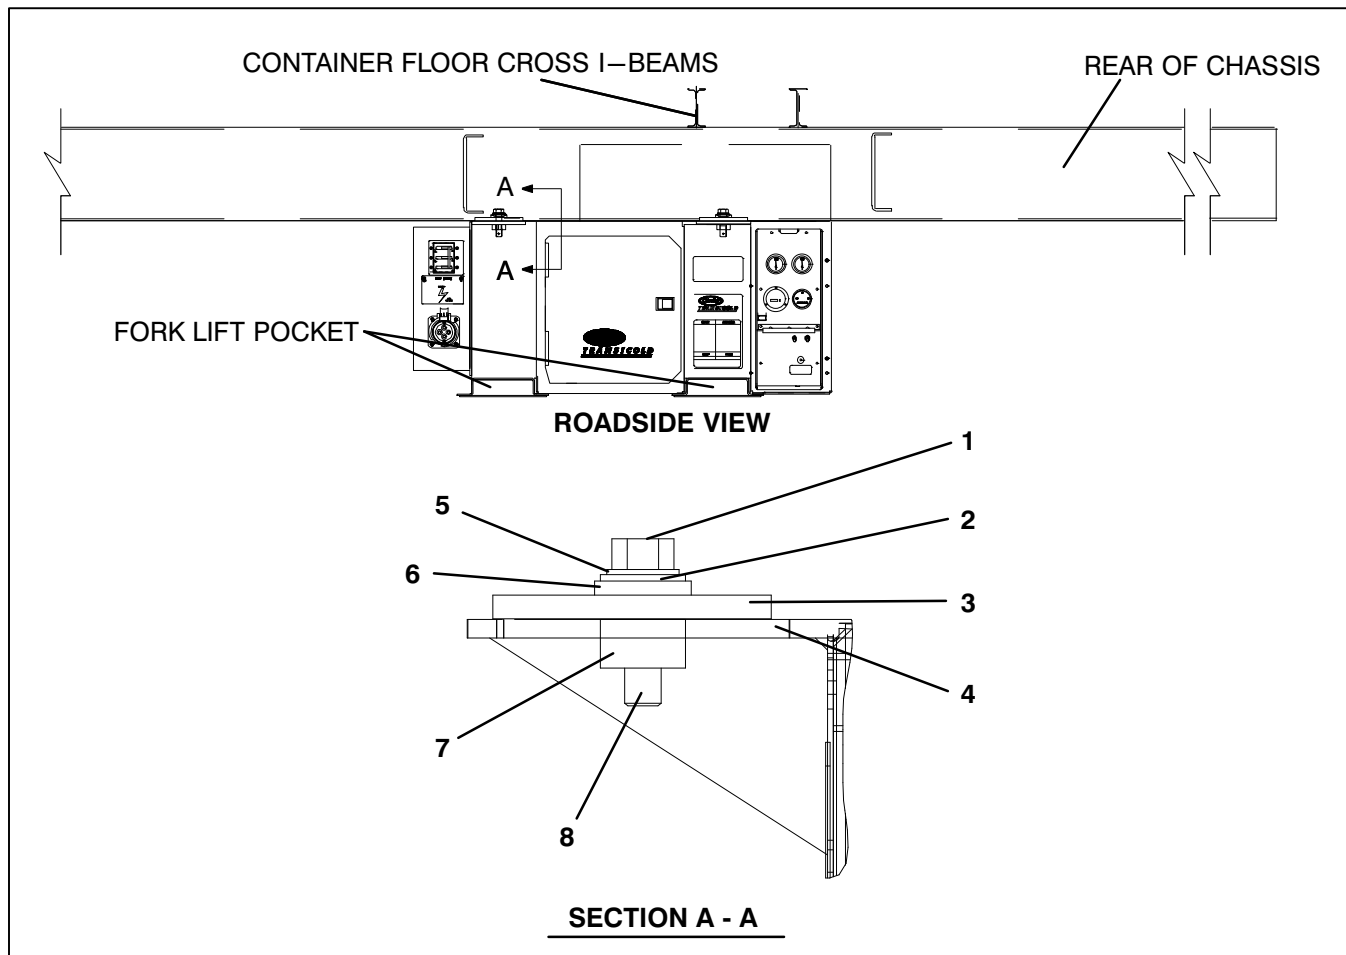 CONTAINER FLOOR CROSS I–BEAMS
REAR OF CHASSIS
A
A
FORK LIFT POCKET
TRANSICOLD
ROADSIDE VIEW
1
5
2
6
3
4
7
8
SECTION A - A